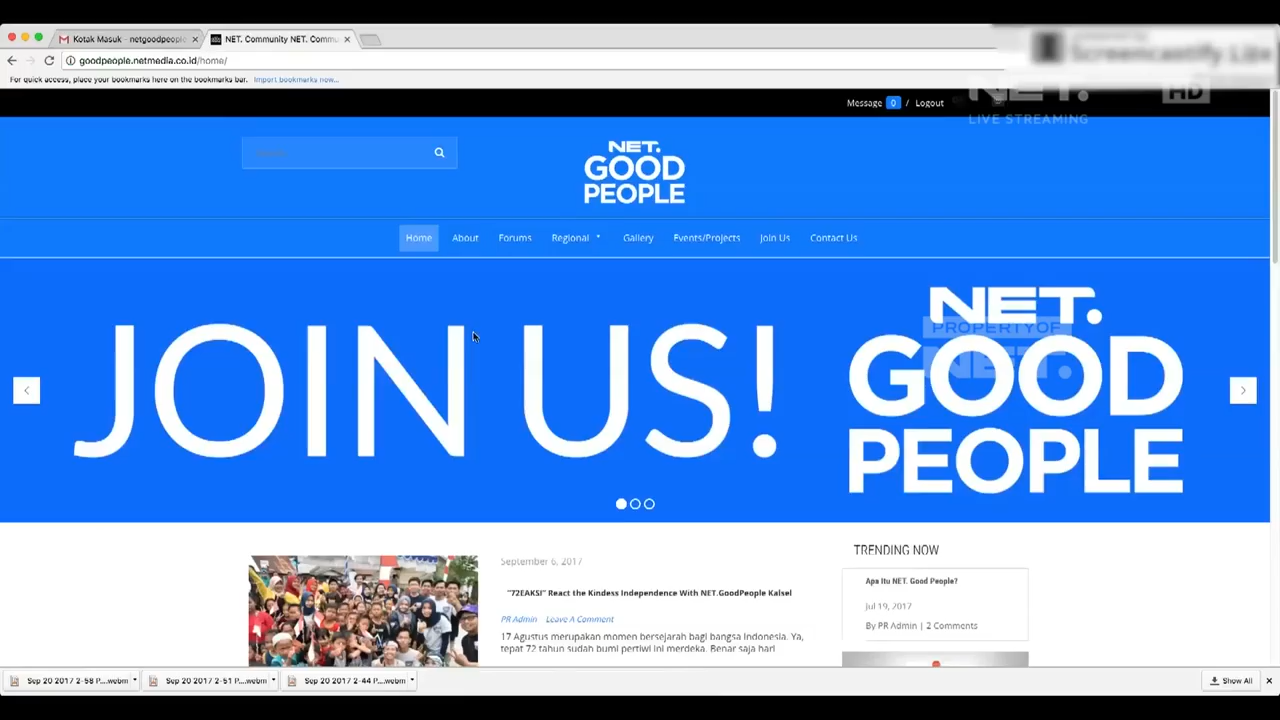 Kotak Masuk - netgoodpeople
NET. Community NET. Commu
Screencastify Lite
goodpeople.netmedia.co.id/home/
For quick access, place your bookmarks here on the bookmarks bar. Import bookmarks now...
Message 0 / Logout
NET. HD
LIVE STREAMING
NET.
GOOD
PEOPLE
Home About Forums Regional Gallery Events/Projects Join Us Contact Us
JOIN US!
NET.
GOOD
PEOPLE
PROPERTY OF
NET.
TRENDING NOW
September 6, 2017
Apa Itu NET. Good People?
"72EAKSI" React the Kindess Independence With NET.GoodPeople Kalsel
Jul 19, 2017
PR Admin Leave A Comment
By PR Admin | 2 Comments
17 Agustus merupakan momen bersejarah bagi bangsa Indonesia. Ya,
tepat 72 tahun sudah bumi pertiwi ini merdeka. Benar saja hari
Sep 20 2017 2-58 P....webm
Sep 20 2017 2-51 P....webm
Sep 20 2017 2-44 P....webm
Show All